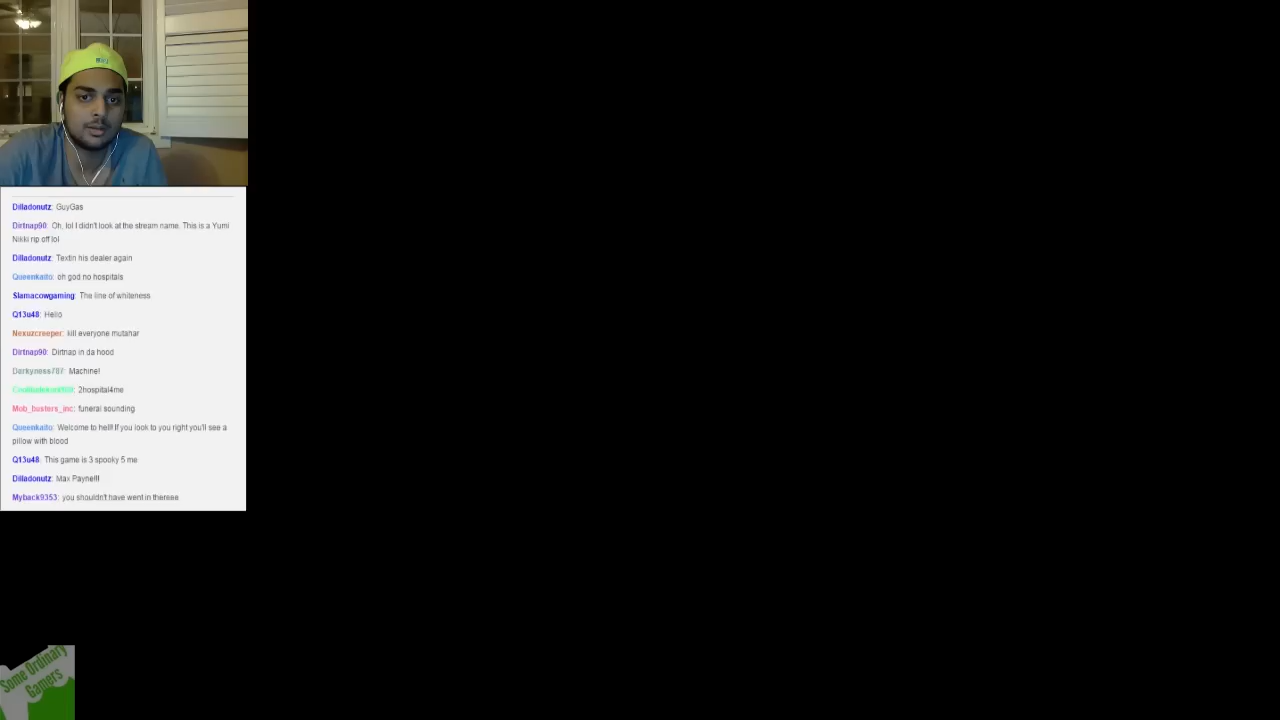 Dilladonutz: GuyGas
Dirtnap90: Oh, lol I didn't look at the stream name. This is a Yumi
Nikki rip off lol
Dilladonutz: Textin his dealer again
Queenkaito: oh god no hospitals
Slamacowgaming: The line of whiteness
Q13u48: Hello
Nexuzcreeper: kill everyone mutahar
Dirtnap90: Dirtnap in da hood
Darkyness787: Machine!
2hospital4me
Mob_busters_inc: funeral sounding
Queenkaito: Welcome to hell! If you look to you right you'll see a
pillow with blood
Q13u48: This game is 3 spooky 5 me
Dilladonutz: Max Payne!!!
Myback9353: you shouldn't have went in thereee
Some Ordinary
Gamers